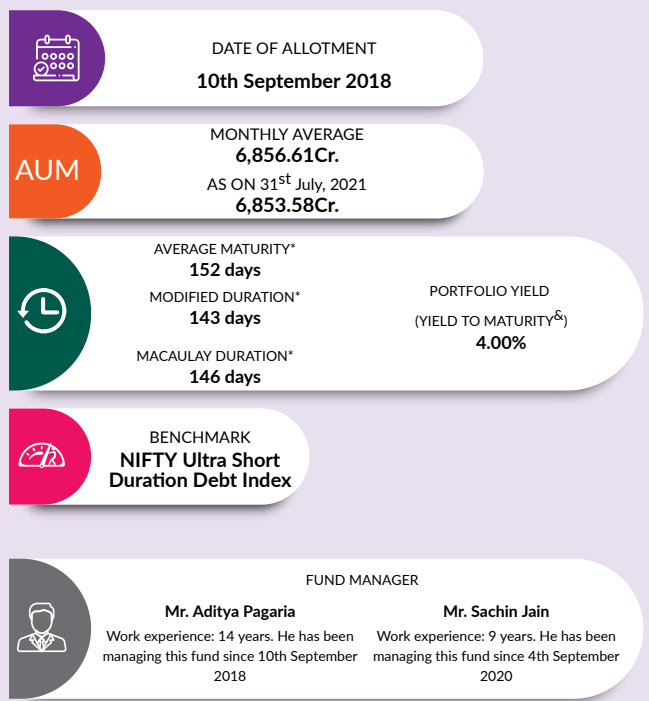 DATE OF ALLOTMENT
10th September 2018
AUM
MONTHLY AVERAGE
6,856.61Cr.
AS ON 31st July, 2021
6,853.58Cr.
AVERAGE MATURITY*
152 days
MODIFIED DURATION*
143 days
MACAULAY DURATION*
146 days
PORTFOLIO YIELD
(YIELD TO MATURITY&)
4.00%
BENCHMARK
NIFTY Ultra Short
Duration Debt Index
FUND MANAGER
Mr. Aditya Pagaria
Work experience: 14 years. He has been
managing this fund since 10th September
2018
Mr. Sachin Jain
Work experience: 9 years. He has been
managing this fund since 4th September
2020